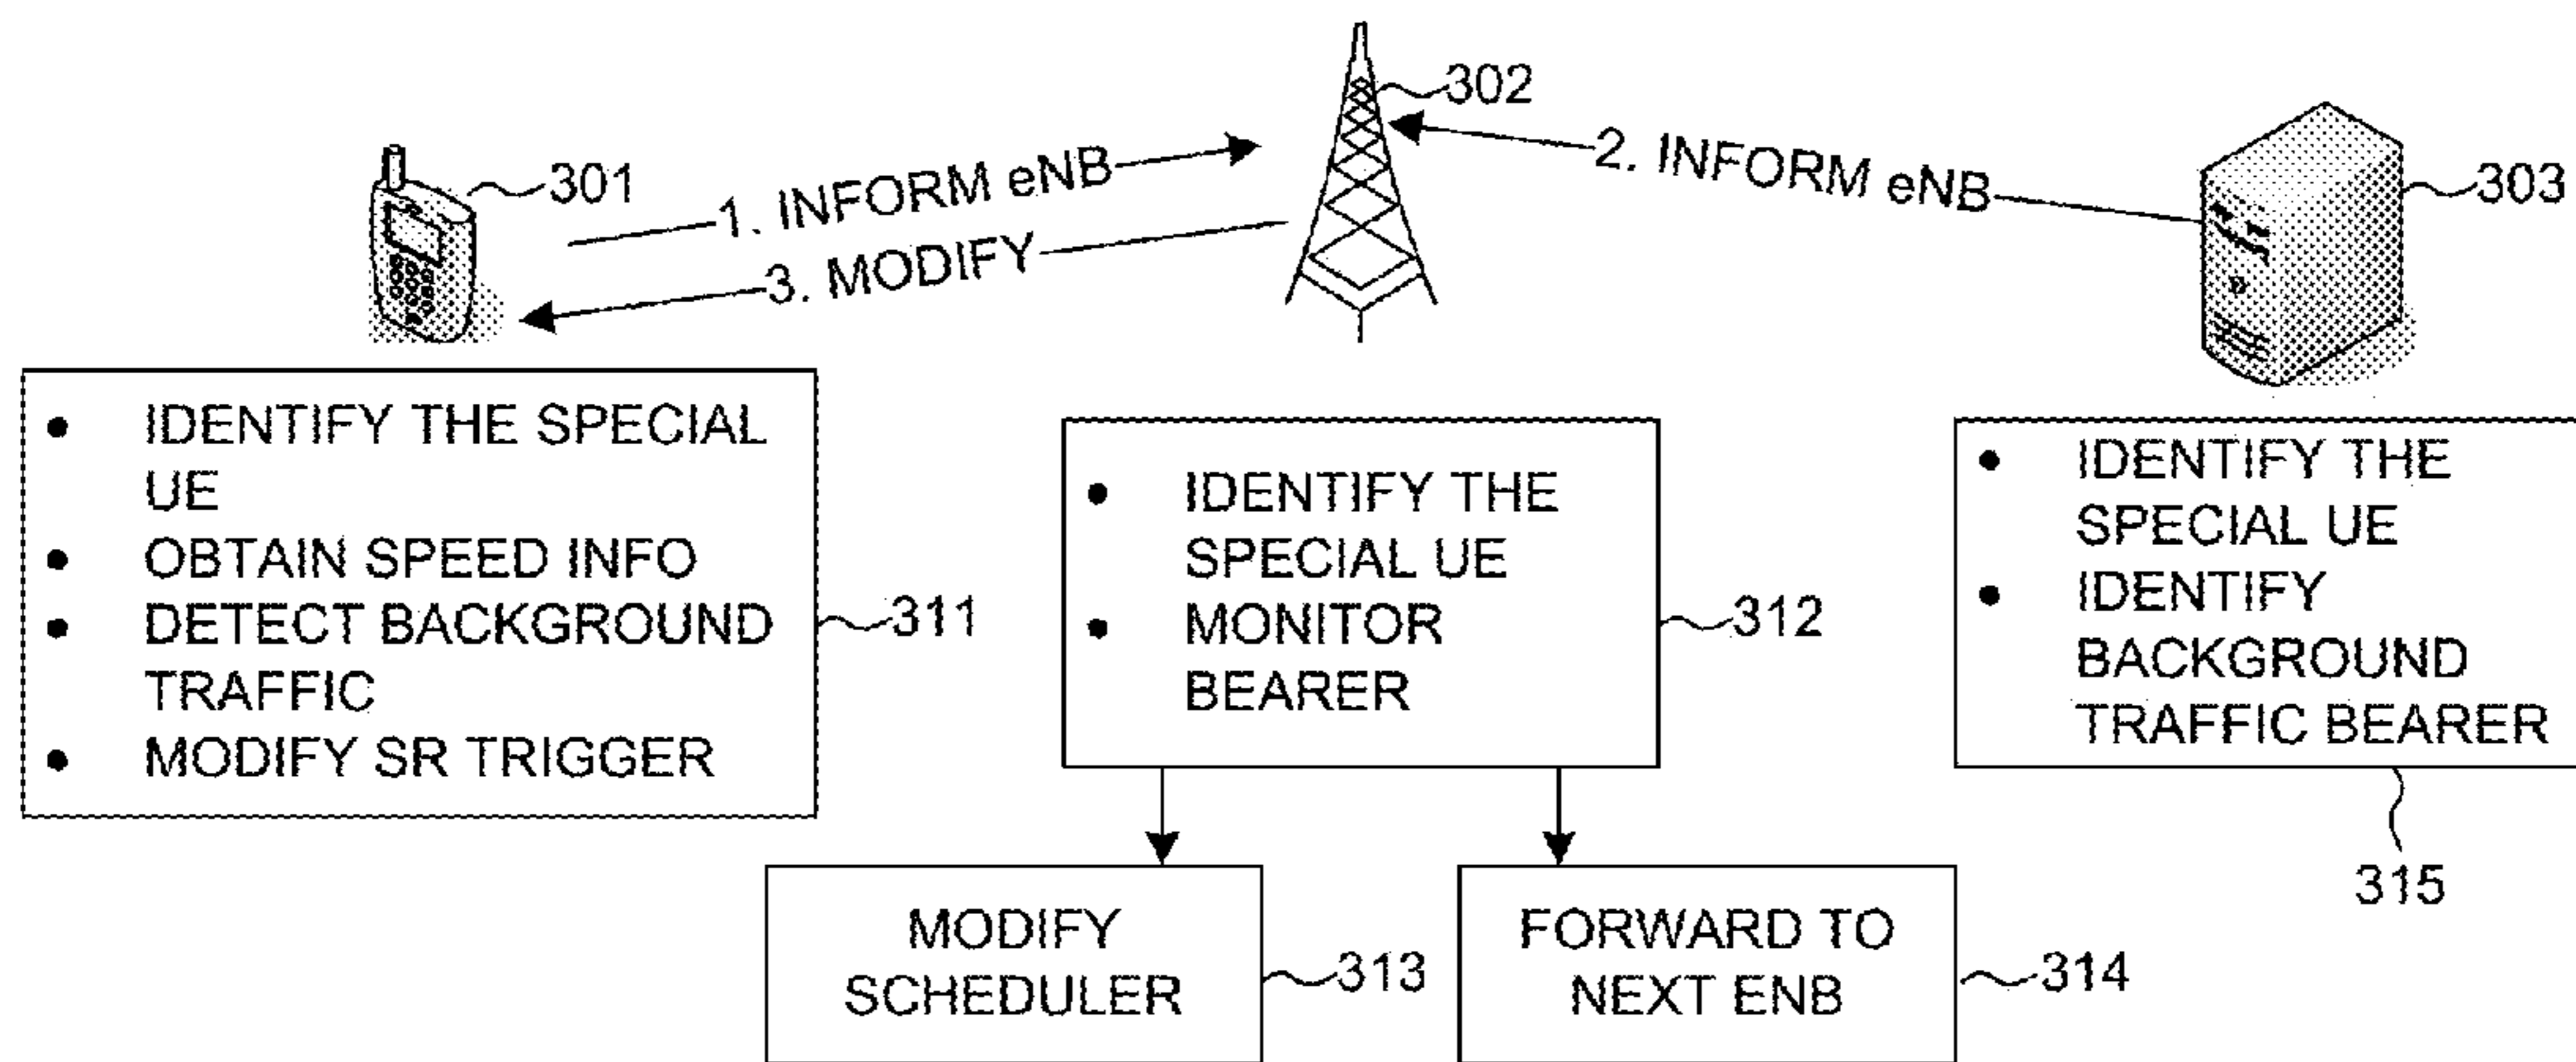 302
301
1. INFORM eNB
2. INFORM eNB
303
3. MODIFY
• IDENTIFY THE SPECIAL
UE
• OBTAIN SPEED INFO
• DETECT BACKGROUND
TRAFFIC
• MODIFY SR TRIGGER
311
• IDENTIFY THE
SPECIAL UE
• MONITOR
BEARER
312
• IDENTIFY THE
SPECIAL UE
• IDENTIFY
BACKGROUND
TRAFFIC BEARER
315
MODIFY
SCHEDULER
313
FORWARD TO
NEXT ENB
314